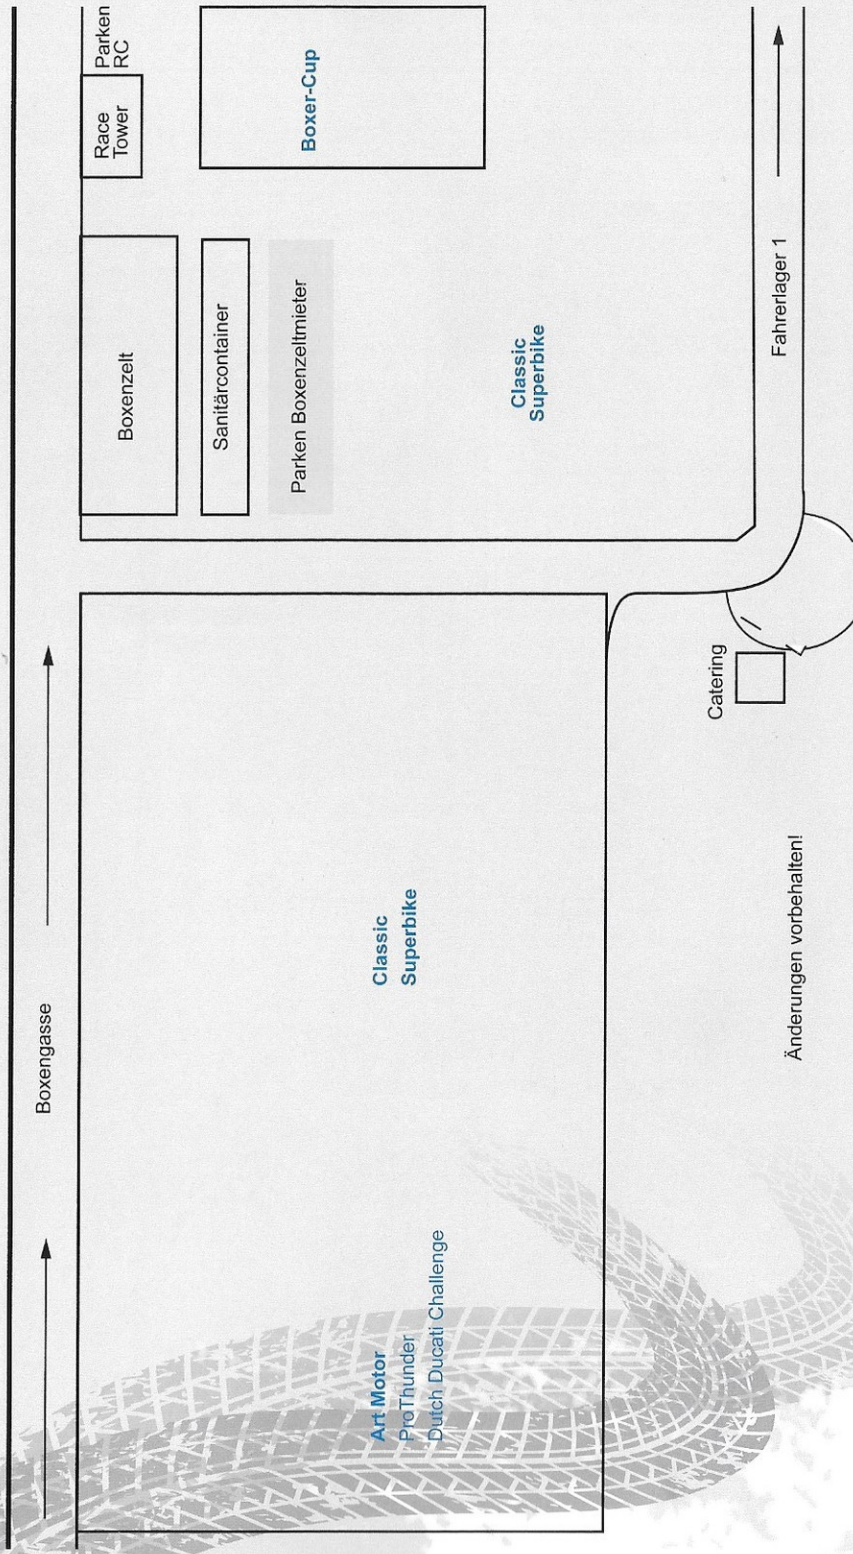 Boxengasse
Boxenzelt
Race
Tower
Parken
RC
Sanitärcontainer
Parken Boxenzeltmieter
Boxer-Cup
Art Motor
ProThunder
Dutch Ducati Challenge
Classic
Superbike
Classic
Superbike
Catering
Fahrerlager 1
Änderungen vorbehalten!